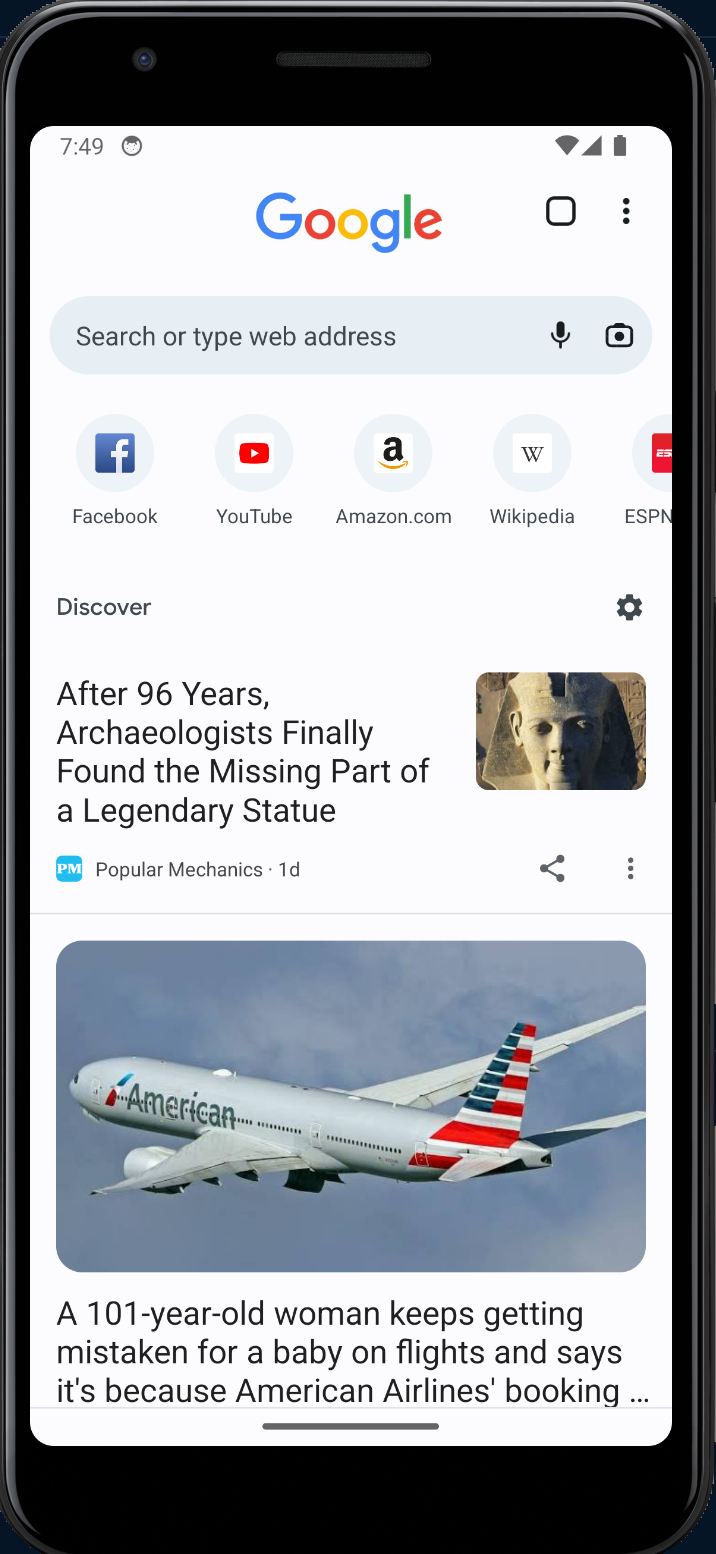 7:49
Google
Search or type web address
Facebook
YouTube
a
Amazon.com
W
Wikipedia
ES
ESPN
Discover
After 96 Years,
Archaeologists Finally
Found the Missing Part of
a Legendary Statue
PM
Popular Mechanics · 1d
American
A 101-year-old woman keeps getting
mistaken for a baby on flights and says
it's because American Airlines' booking ...